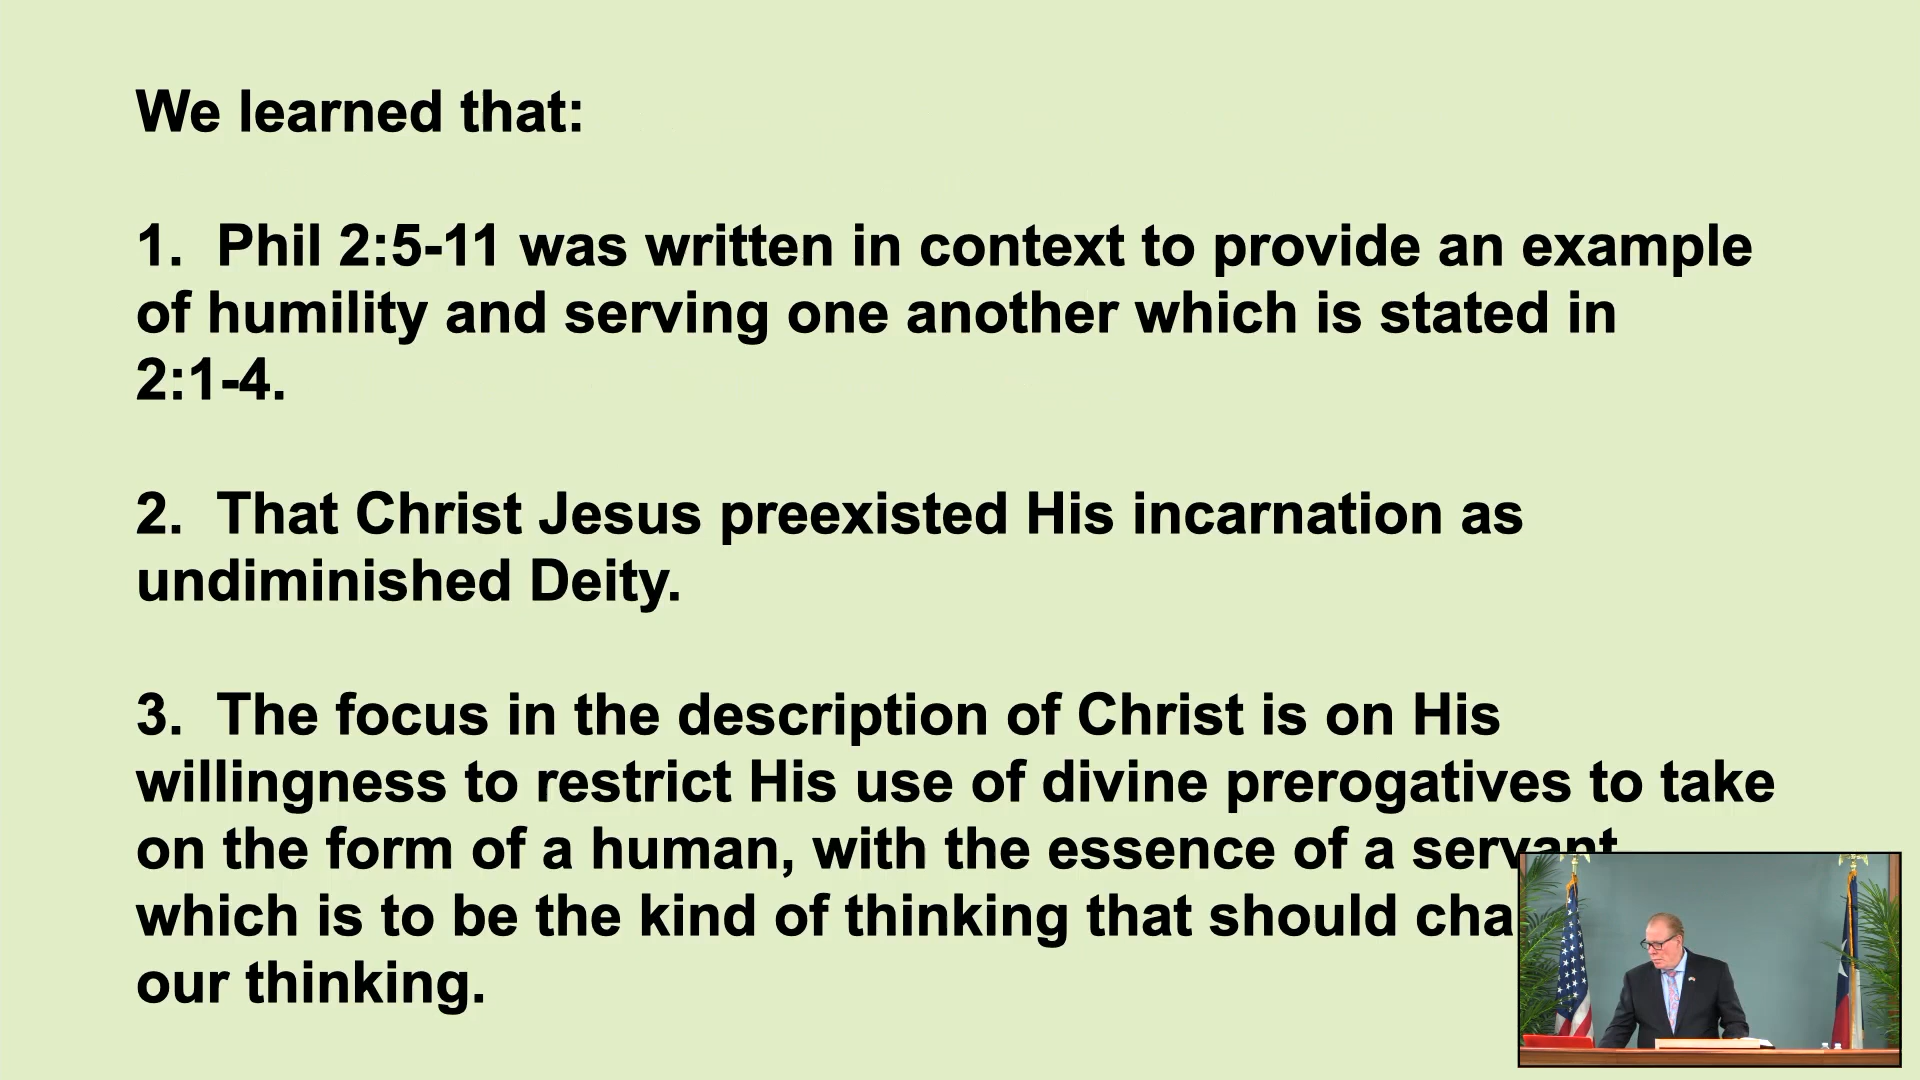 We learned that:
1. Phil 2:5-11 was written in context to provide an example
of humility and serving one another which is stated in
2:1-4.
2. That Christ Jesus preexisted His incarnation as
undiminished Deity.
3. The focus in the description of Christ is on His
willingness to restrict His use of divine prerogatives to take
on the form of a human, with the essence of a servant
which is to be the kind of thinking that should
our thinking.